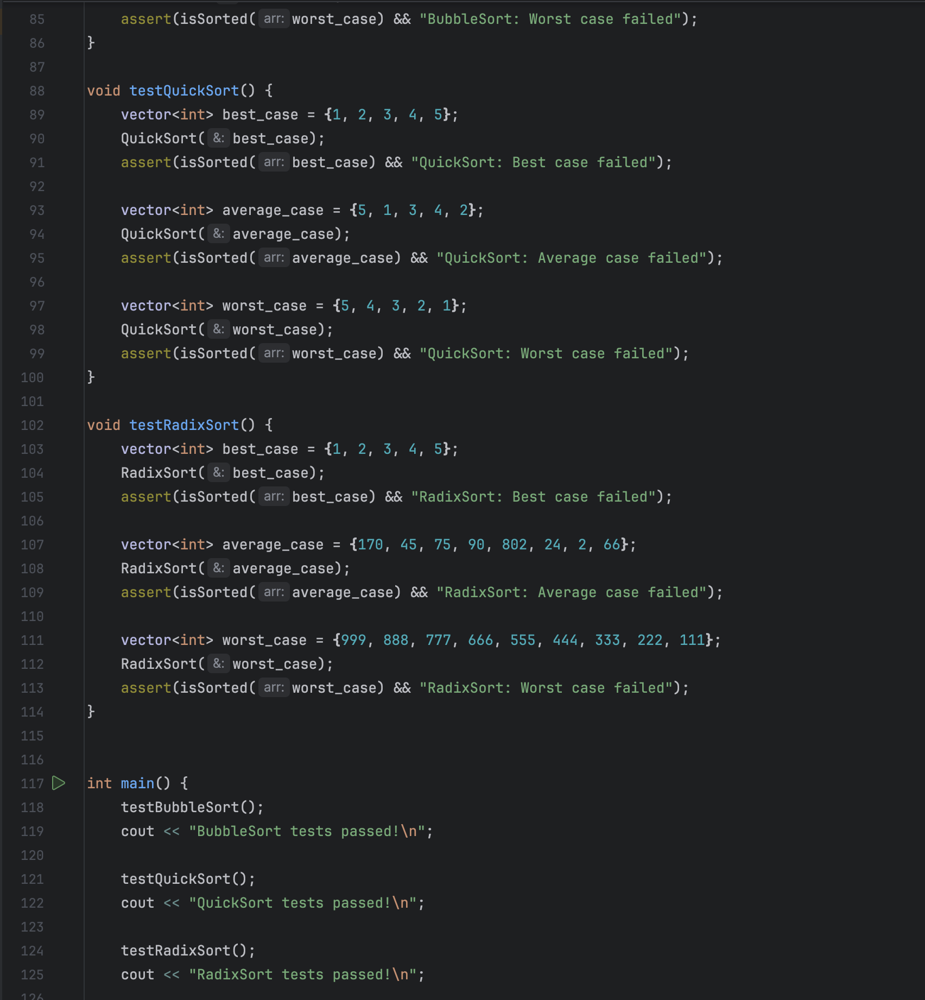 85 assert(isSorted( arr: worst_case) && "BubbleSort: Worst case failed");
86 }
87
88 void testQuickSort() {
89 vector<int> best_case = {1, 2, 3, 4, 5};
90 QuickSort( &: best_case);
91 assert(isSorted( arr: best_case) && "QuickSort: Best case failed");
92
93 vector<int> average_case = {5, 1, 3, 4, 2};
94 QuickSort( &: average_case);
95 assert(isSorted( arr: average_case) && "QuickSort: Average case failed");
96
97 vector<int> worst_case = {5, 4, 3, 2, 1};
98 QuickSort( &: worst_case);
99 assert(isSorted( arr: worst_case) && "QuickSort: Worst case failed");
100 }
101
102 void testRadixSort() {
103 vector<int> best_case = {1, 2, 3, 4, 5};
104 RadixSort( &: best_case);
105 assert(isSorted( arr: best_case) && "RadixSort: Best case failed");
106
107 vector<int> average_case = {170, 45, 75, 90, 802, 24, 2, 66};
108 RadixSort( &: average_case);
109 assert(isSorted( arr: average_case) && "RadixSort: Average case failed");
110
111 vector<int> worst_case = {999, 888, 777, 666, 555, 444, 333, 222, 111};
112 RadixSort( &: worst_case);
113 assert(isSorted( arr: worst_case) && "RadixSort: Worst case failed");
114 }
115
116
117 int main() {
118 testBubbleSort();
119 cout << "BubbleSort tests passed!\n";
120
121 testQuickSort();
122 cout << "QuickSort tests passed!\n";
123
124 testRadixSort();
125 cout << "RadixSort tests passed!\n";
126